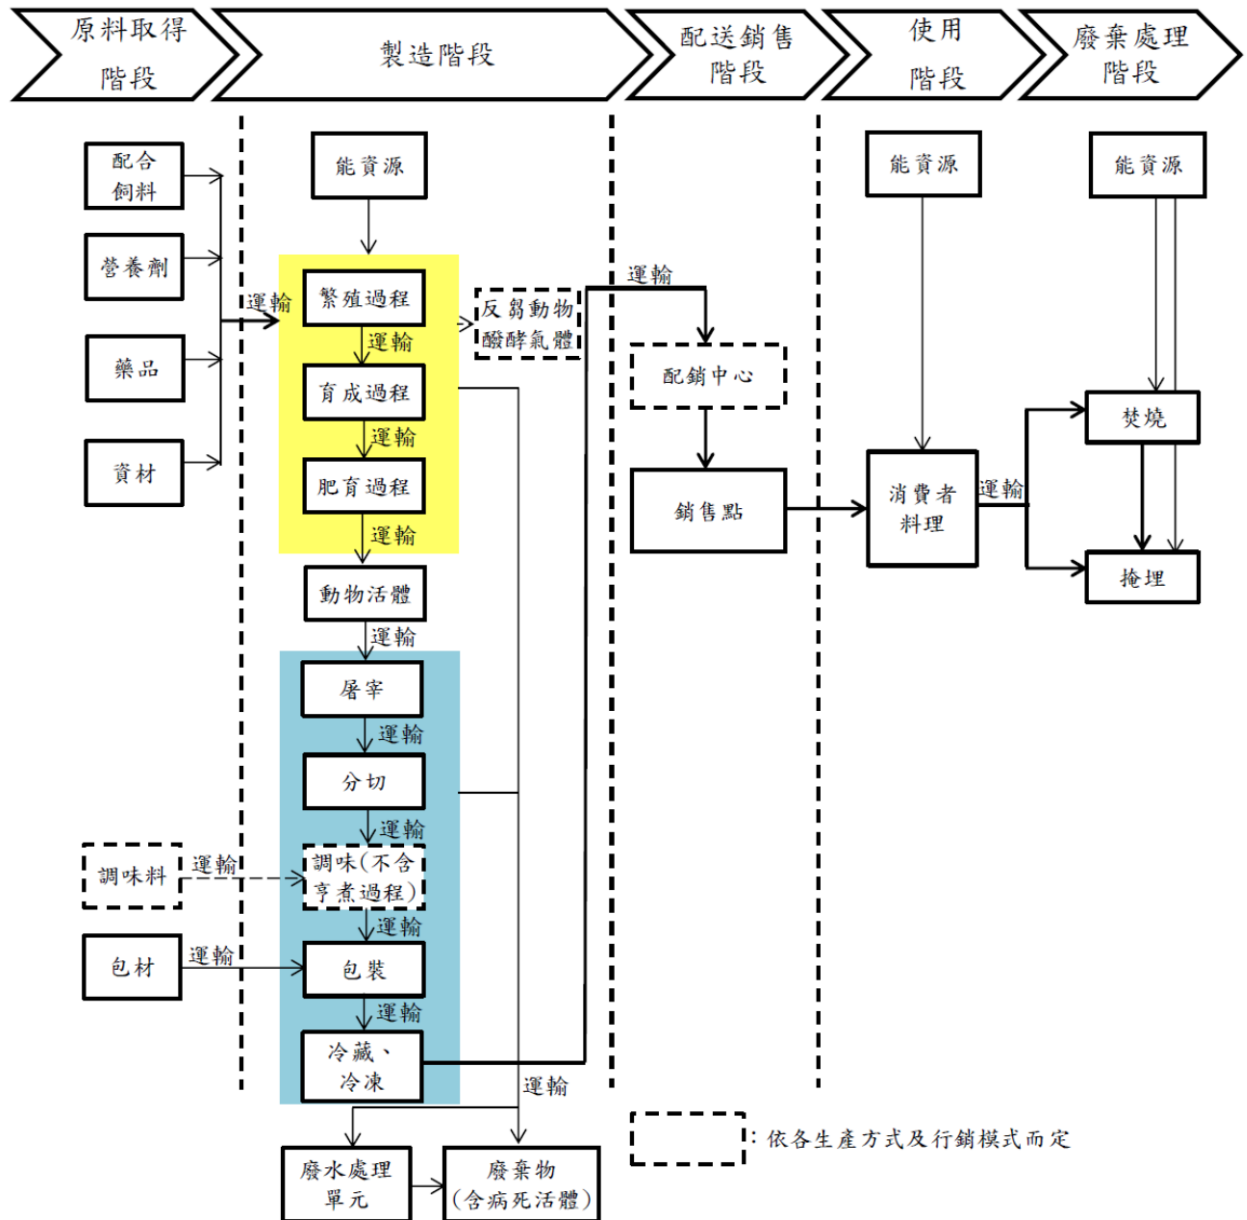 原料取得
階段
製造階段
配送銷售
階段
使用
階段
廢棄處理
階段
配合
飼料
營養劑
藥品
資材
運輸
能資源
繁殖過程
運輸
育成過程
運輸
肥育過程
運輸
反芻動物
醱酵氣體
動物活體
運輸
屠宰
運輸
分切
運輸
調味料
運輸
調味(不含
亨煮過程)
運輸
包材
運輸
包裝
運輸
冷藏、
冷凍
運輸
廢水處理
單元
廢棄物
(含病死活體)
運輸
配銷中心
銷售點
能資源
消費者
料理
運輸
能資源
焚燒
掩埋
：依各生產方式及行銷模式而定